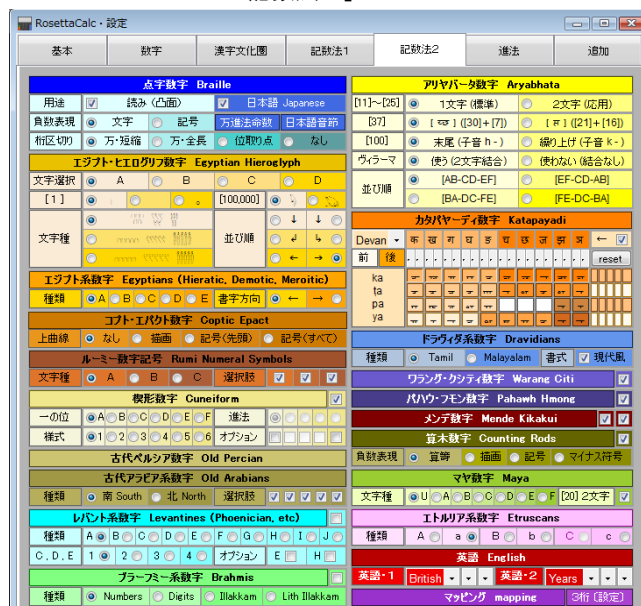 RosettaCalc・設定
基本 数字 漢字文化圏 記数法1 記数法2 進法 追加
点字数字 Braille
用途 読み (凸面) 日本語 Japanese
負数表現 文字 記号 万進法命数 日本語音節
桁区切り 万・短縮 万・全長 位取り点 なし
エジプト・ヒエログリフ数字 Egyptian Hieroglyph
文字選択 A B C D
[1] [100,000]
文字種 並び順 ↓ ↓
← →
エジプト系数字 Egyptians (Hieratic, Demotic, Meroitic)
種類 A B C D E 書字方向 ← →
コプト・エパクト数字 Coptic Epact
上曲線 なし 描画 記号(先頭) 記号(すべて)
ルーミー数字記号 Rumi Numeral Symbols
文字種 A B C 選択肢
楔形数字 Cuneiform
一の位 A B C D E F 進法
様式 1 2 3 4 5 6 オプション
古代ペルシア数字 Old Percian
古代アラビア系数字 Old Arabians
種類 南 South 北 North 選択肢
レバント系数字 Levantines (Phoenician, etc)
種類 A B C D E F G H I J
C, D, E 1 2 3 4 オプション E H
ブラーフミー系数字 Brahmis
種類 Numbers Digits Illakkam Lith Illakkam
アリヤバータ数字 Aryabhata
[11]~[25] 1文字 (標準) 2文字 (応用)
[37] ([30]+[7]) ([21]+[16])
[100] 末尾 (子音 h-) 繰り上げ (子音 k-)
ヴィラーマ 使う (2文字結合) 使わない (結合なし)
並び順 [AB-CD-EF] [EF-CD-AB]
[BA-DC-FE] [FE-DC-BA]
カタパヤーディ数字 Katapayadi
Devan क ख ग घ ङ च छ ज झ ञ ←
前 後 reset
ka
ṭa
pa
ya
ドラヴィダ系数字 Dravidians
種類 Tamil Malayalam 書式 現代風
ワラング・クシティ数字 Warang Citi
パハウ・フモン数字 Pahawh Hmong
メンデ数字 Mende Kikakui
算木数字 Counting Rods
負数表現 算籌 描画 記号 マイナス符号
マヤ数字 Maya
文字種 U A B C D E F [20] 2文字
エトルリア系数字 Etruscans
種類 A a B b C c
英語 English
英語・1 British 英語・2 Years
マッピング mapping 3桁 (設定)